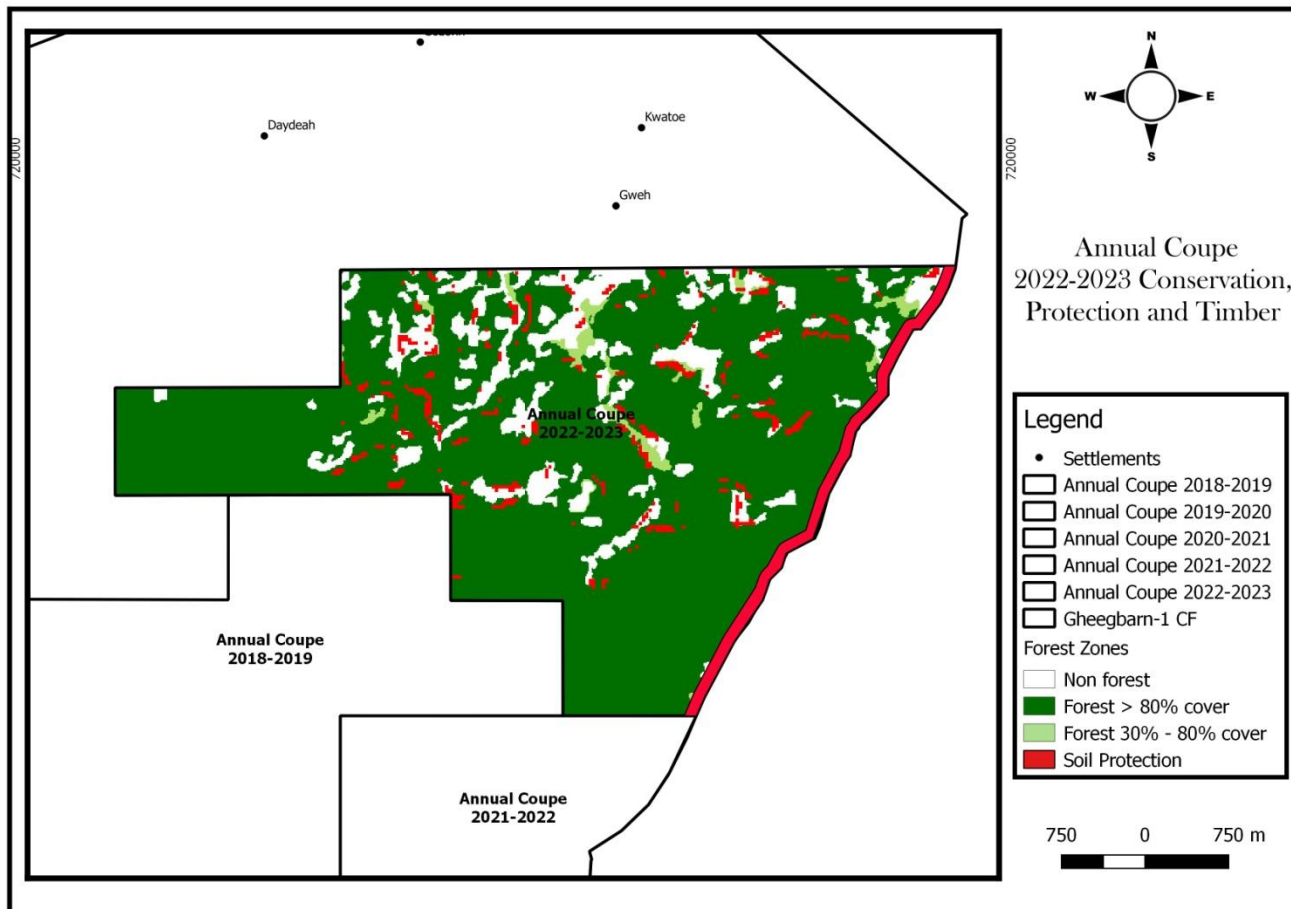 Daydeah
Kwatoe
Gweh
720000
720000
Annual Coupe
2022-2023
Annual Coupe
2018-2019
Annual Coupe
2021-2022
N
W
E
S
Annual Coupe
2022-2023 Conservation,
Protection and Timber
Legend
Settlements
Annual Coupe 2018-2019
Annual Coupe 2019-2020
Annual Coupe 2020-2021
Annual Coupe 2021-2022
Annual Coupe 2022-2023
Gheegbarn-1 CF
Forest Zones
Non forest
Forest > 80% cover
Forest 30% - 80% cover
Soil Protection
750 0 750 m